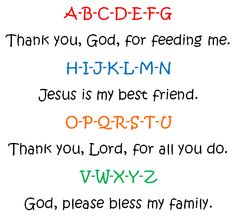 A-B-C-D-E-F-G
Thank you, God, for feeding me.
H-I-J-K-L-M-N
Jesus is my best friend.
O-P-Q-R-S-T-U
Thank you, Lord, for all you do.
V-W-X-Y-Z
God, please bless my family.